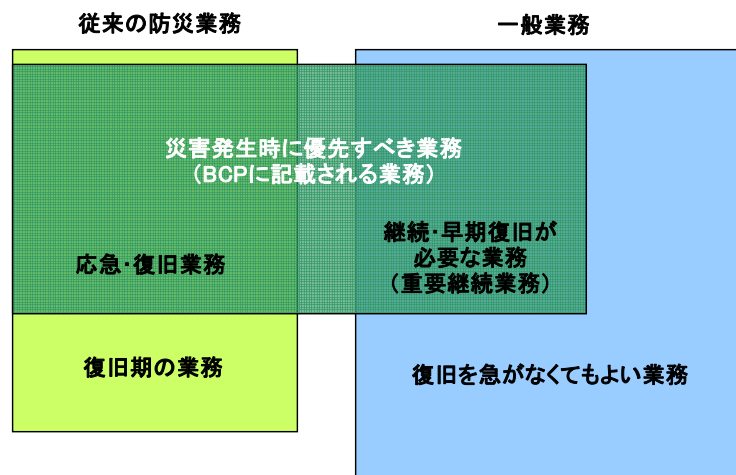 従来の防災業務
一般業務
災害発生時に優先すべき業務
（BCPに記載される業務）
継続・早期復旧が
必要な業務
（重要継続業務）
応急・復旧業務
復旧期の業務
復旧を急がなくてもよい業務